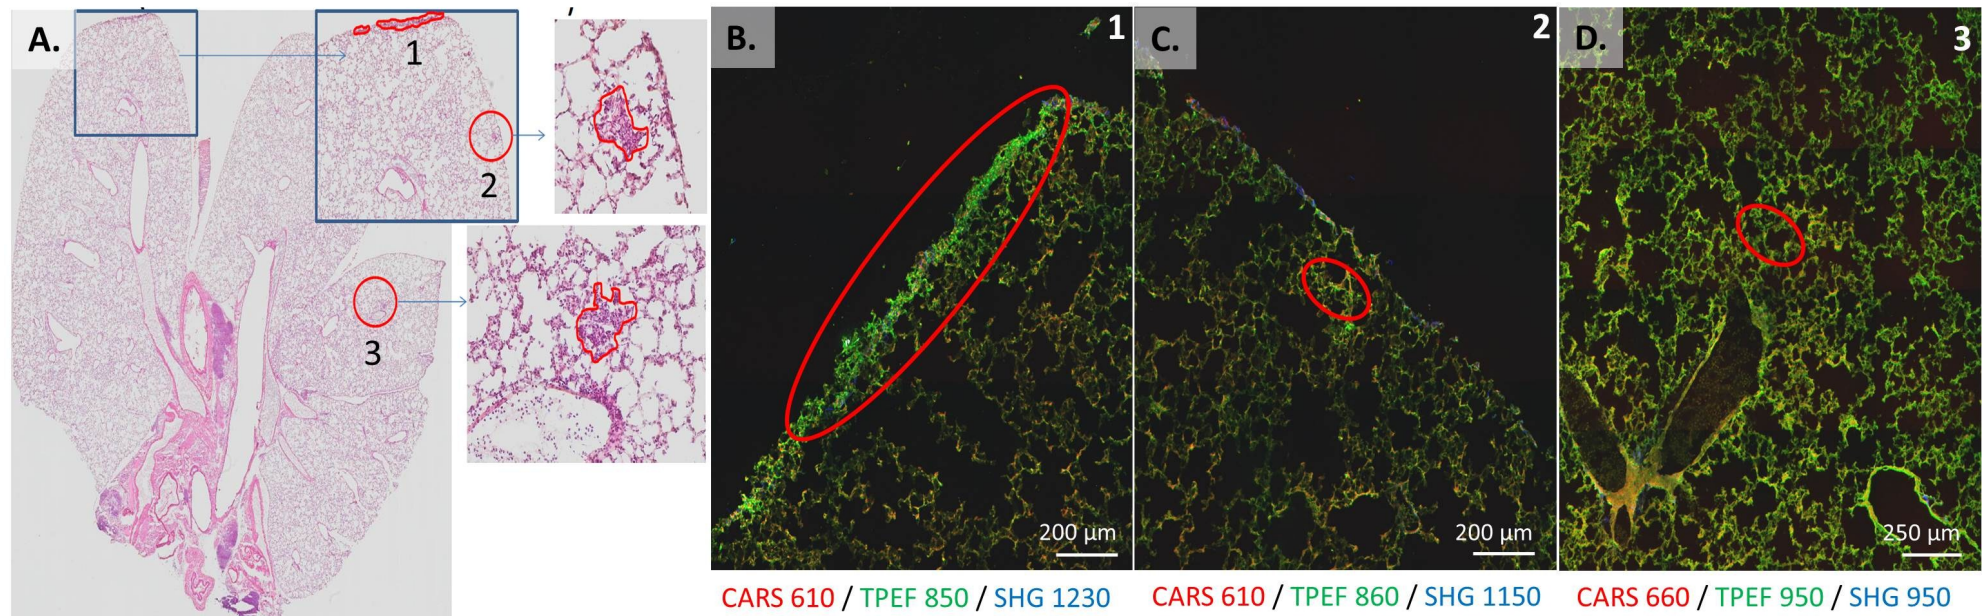 A.
1
2
3
B.
1
200 µm
CARS 610 / TPEF 850 / SHG 1230
C.
2
200 µm
CARS 610 / TPEF 860 / SHG 1150
D.
3
250 µm
CARS 660 / TPEF 950 / SHG 950